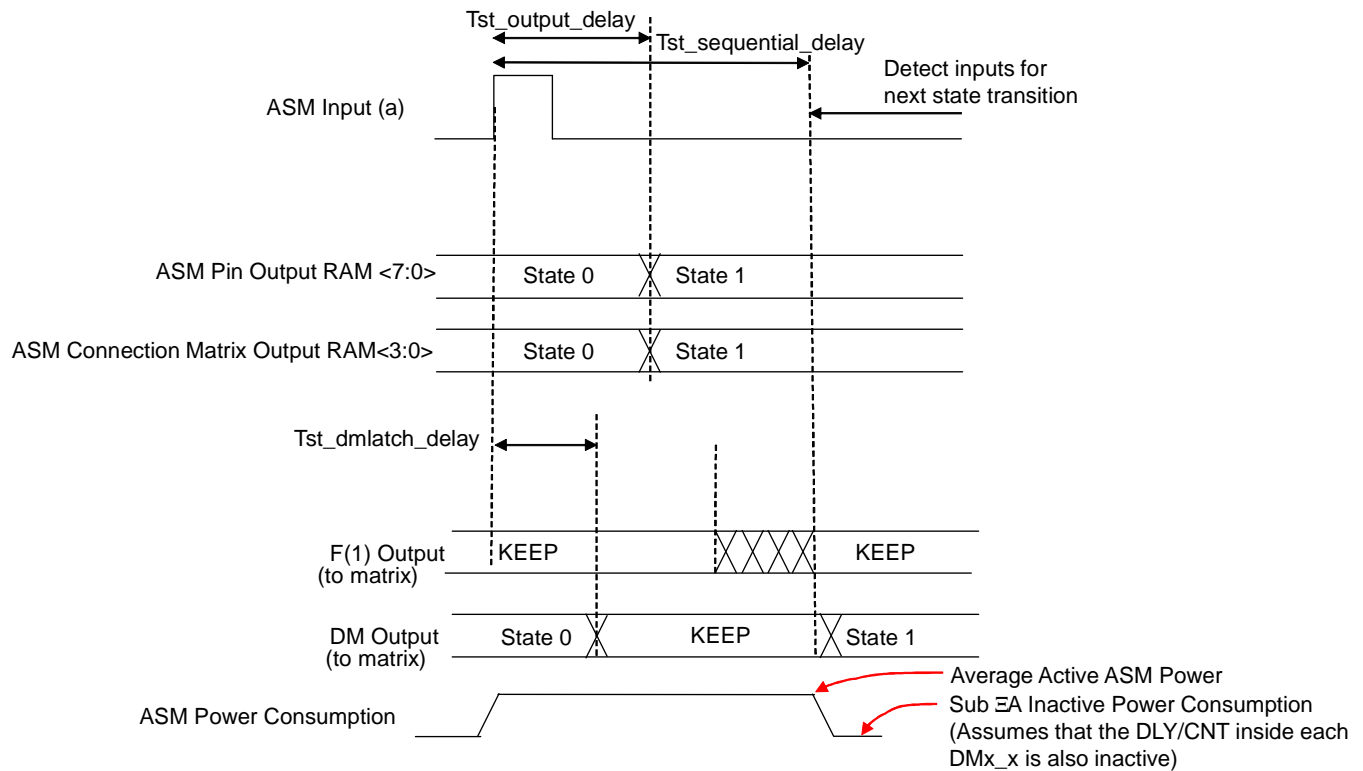 Tst_output_delay
Tst_sequential_delay
Detect inputs for
next state transition
ASM Input (a)
ASM Pin Output RAM <7:0>
State 0
State 1
ASM Connection Matrix Output RAM<3:0>
State 0
State 1
Tst_dmlatch_delay
F(1) Output
(to matrix)
KEEP
KEEP
DM Output
(to matrix)
State 0
KEEP
State 1
ASM Power Consumption
Average Active ASM Power
Sub ΞA Inactive Power Consumption
(Assumes that the DLY/CNT inside each
DMx_x is also inactive)